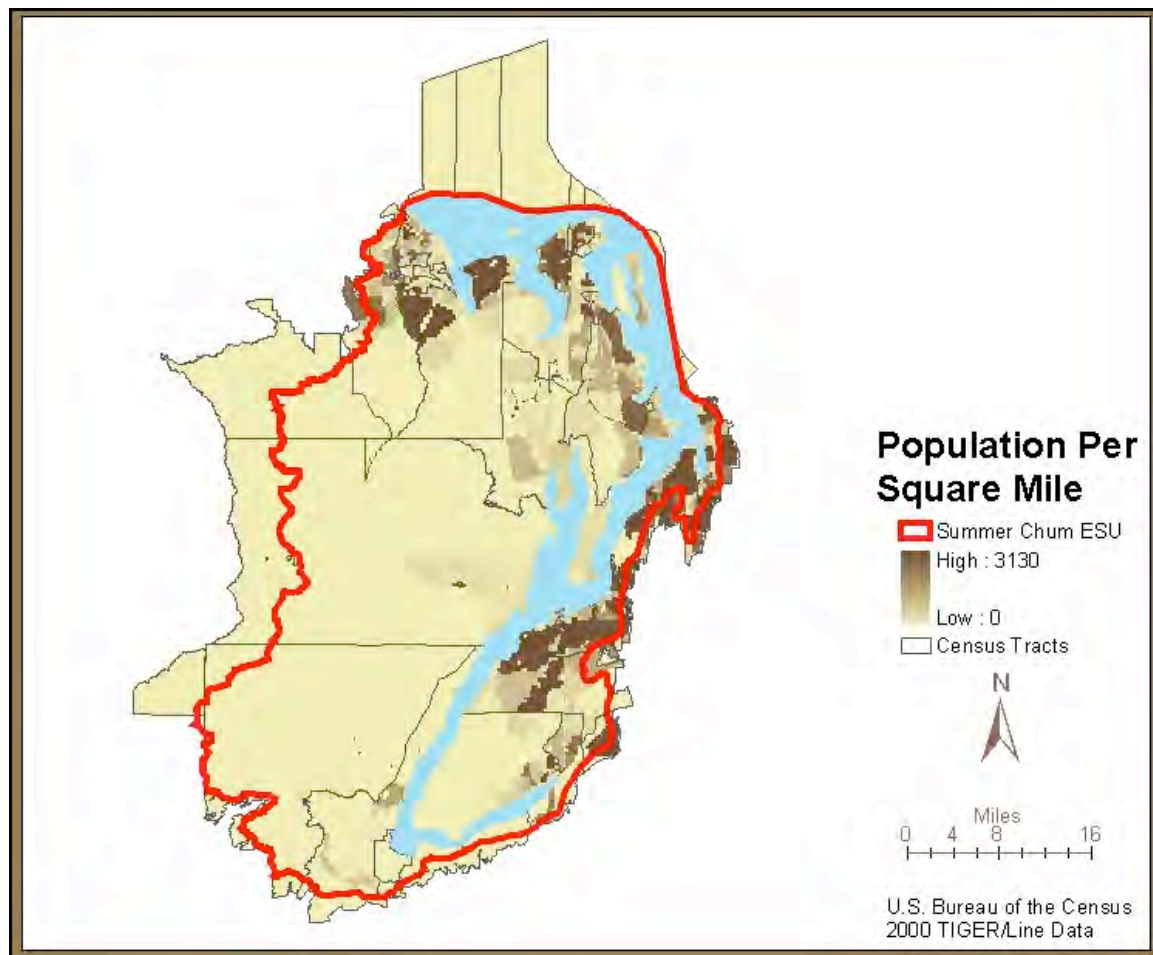 Population Per
Square Mile
Summer Chum ESU
High : 3130
Low : 0
Census Tracts
N
Miles
0 4 8 16
U.S. Bureau of the Census
2000 TIGER/Line Data